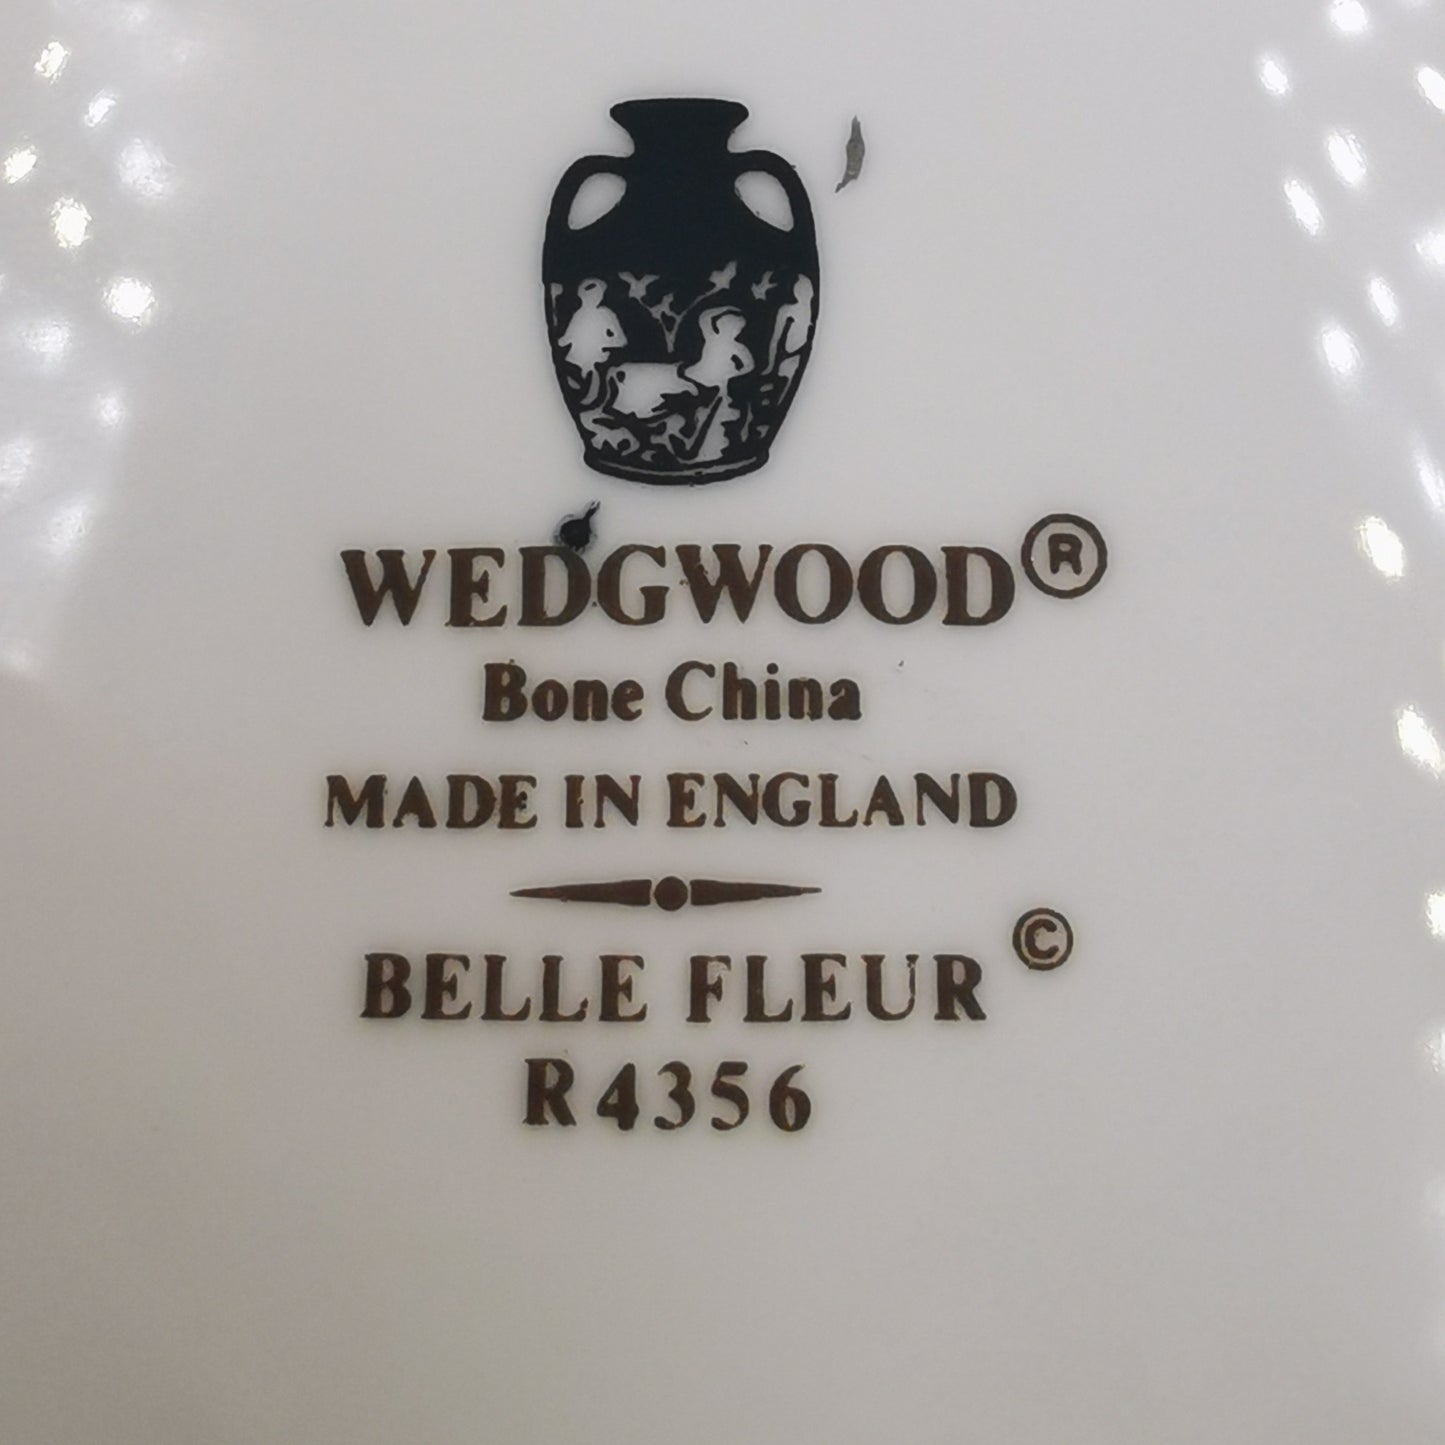 WEDGWOOD®
Bone China
MADE IN ENGLAND
BELLE FLEUR ©
R4356